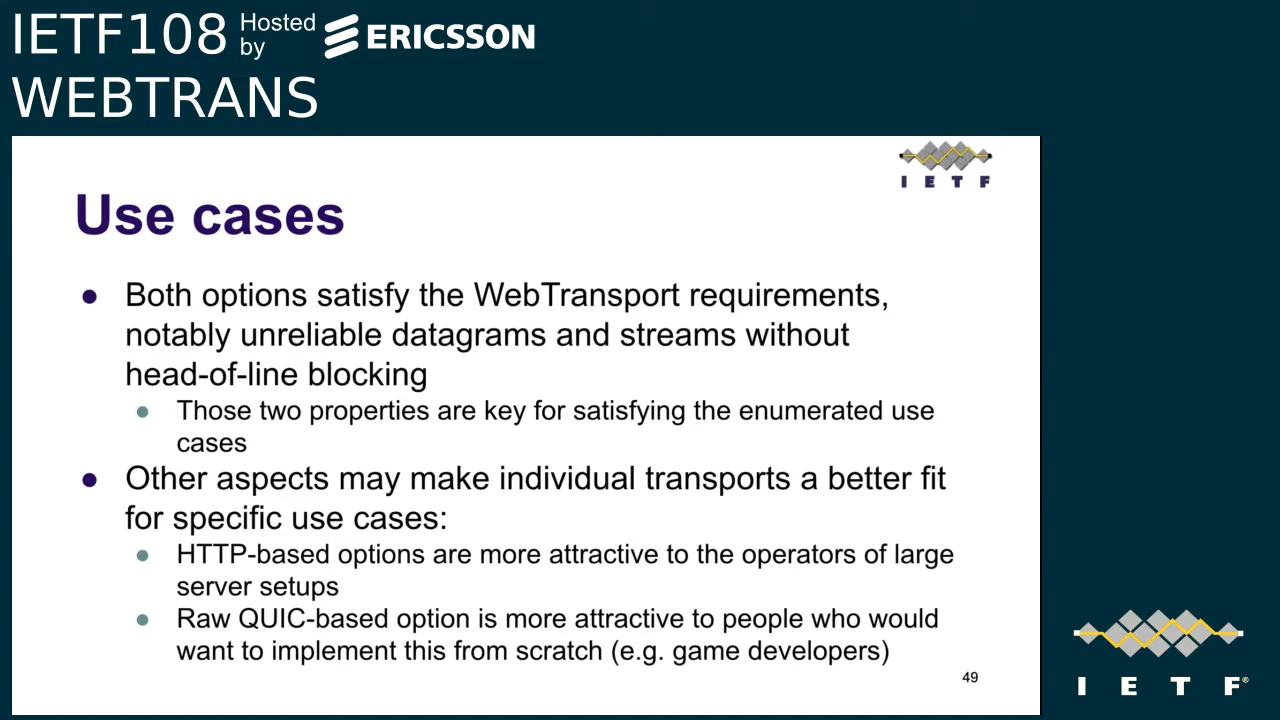 IETF108 Hosted by ERICSSON
WEBTRANS
I E T F
Use cases
● Both options satisfy the WebTransport requirements,
notably unreliable datagrams and streams without
head-of-line blocking
● Those two properties are key for satisfying the enumerated use
cases
● Other aspects may make individual transports a better fit
for specific use cases:
● HTTP-based options are more attractive to the operators of large
server setups
● Raw QUIC-based option is more attractive to people who would
want to implement this from scratch (e.g. game developers)
49
I E T F®